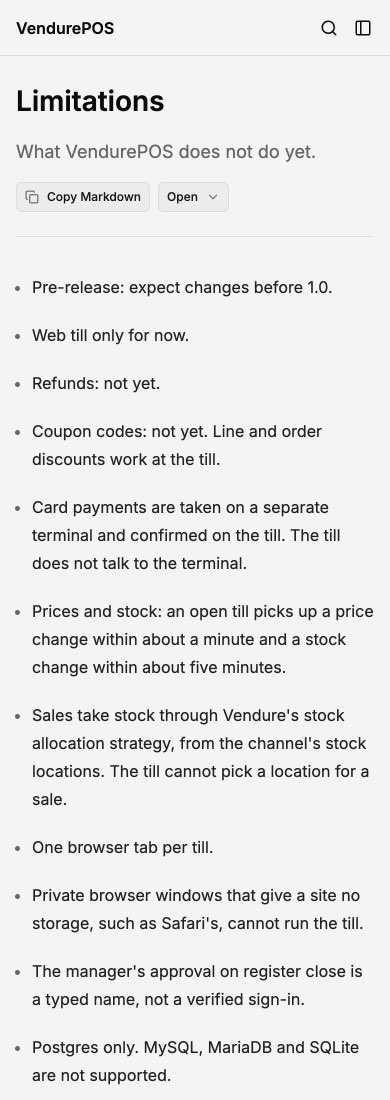 VendurePOS
Limitations
What VendurePOS does not do yet.
Copy Markdown
Open
Pre-release: expect changes before 1.0.
Web till only for now.
Refunds: not yet.
Coupon codes: not yet. Line and order
discounts work at the till.
Card payments are taken on a separate
terminal and confirmed on the till. The till
does not talk to the terminal.
Prices and stock: an open till picks up a price
change within about a minute and a stock
change within about five minutes.
Sales take stock through Vendure's stock
allocation strategy, from the channel's stock
locations. The till cannot pick a location for a
sale.
One browser tab per till.
Private browser windows that give a site no
storage, such as Safari's, cannot run the till.
The manager's approval on register close is
a typed name, not a verified sign-in.
Postgres only. MySQL, MariaDB and SQLite
are not supported.